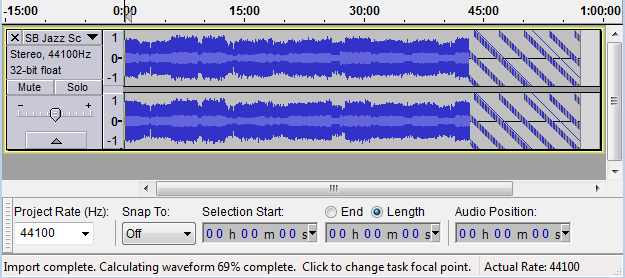 -15:00 0:00 15:00 30:00 45:00 1:00:00
X SB Jazz Sc ▼
Stereo, 44100Hz
32-bit float
Mute Solo
- +
1
0-
-1
1
0-
-1
Project Rate (Hz): Snap To: Selection Start: End Length Audio Position:
44100 Off 00 h 00 m 00 s 00 h 00 m 00 s 00 h 00 m 00 s
Import complete. Calculating waveform 69% complete. Click to change task focal point. Actual Rate: 44100